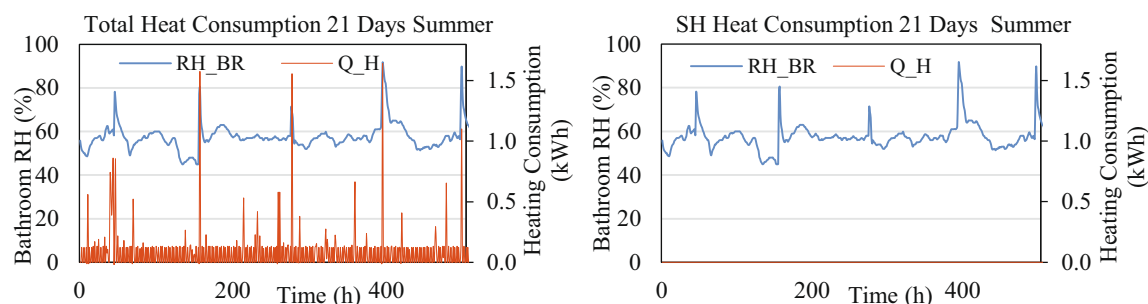 Total Heat Consumption 21 Days Summer
100
80
60
40
20
0
Bathroom RH (%)
RH_BR
Q_H
1.5
1.0
0.5
0.0
Heating Consumption
(kWh)
0
200
400
Time (h)
SH Heat Consumption 21 Days Summer
100
80
60
40
20
0
Bathroom RH (%)
RH_BR
Q_H
1.5
1.0
0.5
0.0
Heating Consumption
(kWh)
0
200
400
Time (h)